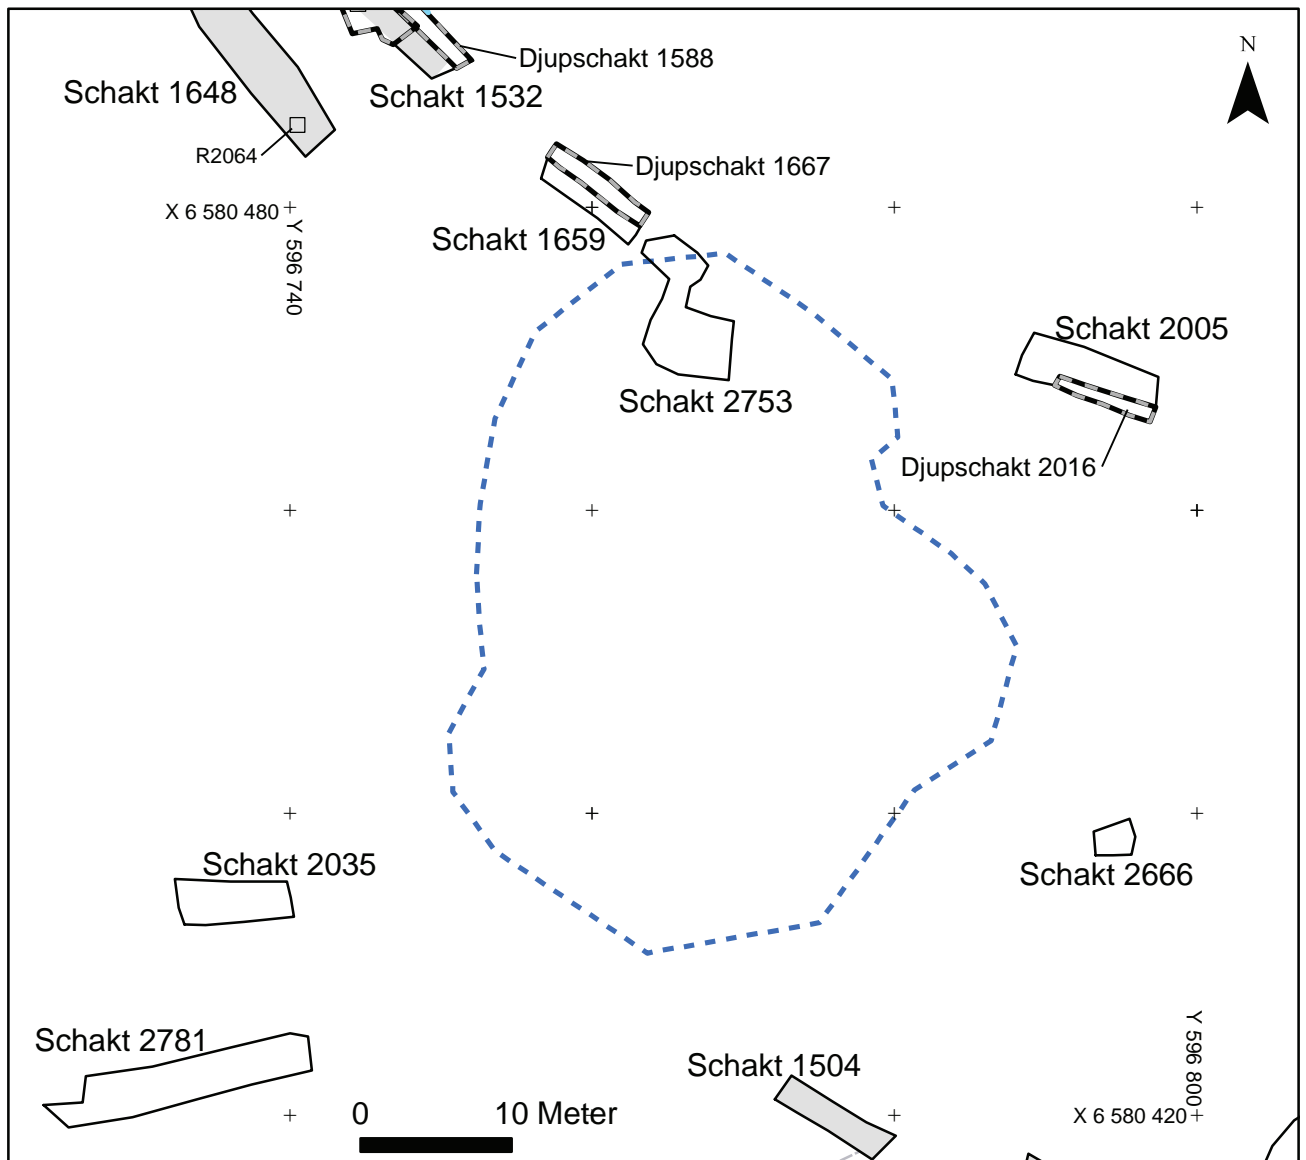 N
Djupschakt 1588
Schakt 1648
Schakt 1532
R2064
Djupschakt 1667
X 6 580 480
Y 596 740
Schakt 1659
Schakt 2005
Schakt 2753
Djupschakt 2016
Schakt 2035
Schakt 2666
Schakt 2781
Schakt 1504
Y 596 800
0 10 Meter
X 6 580 420